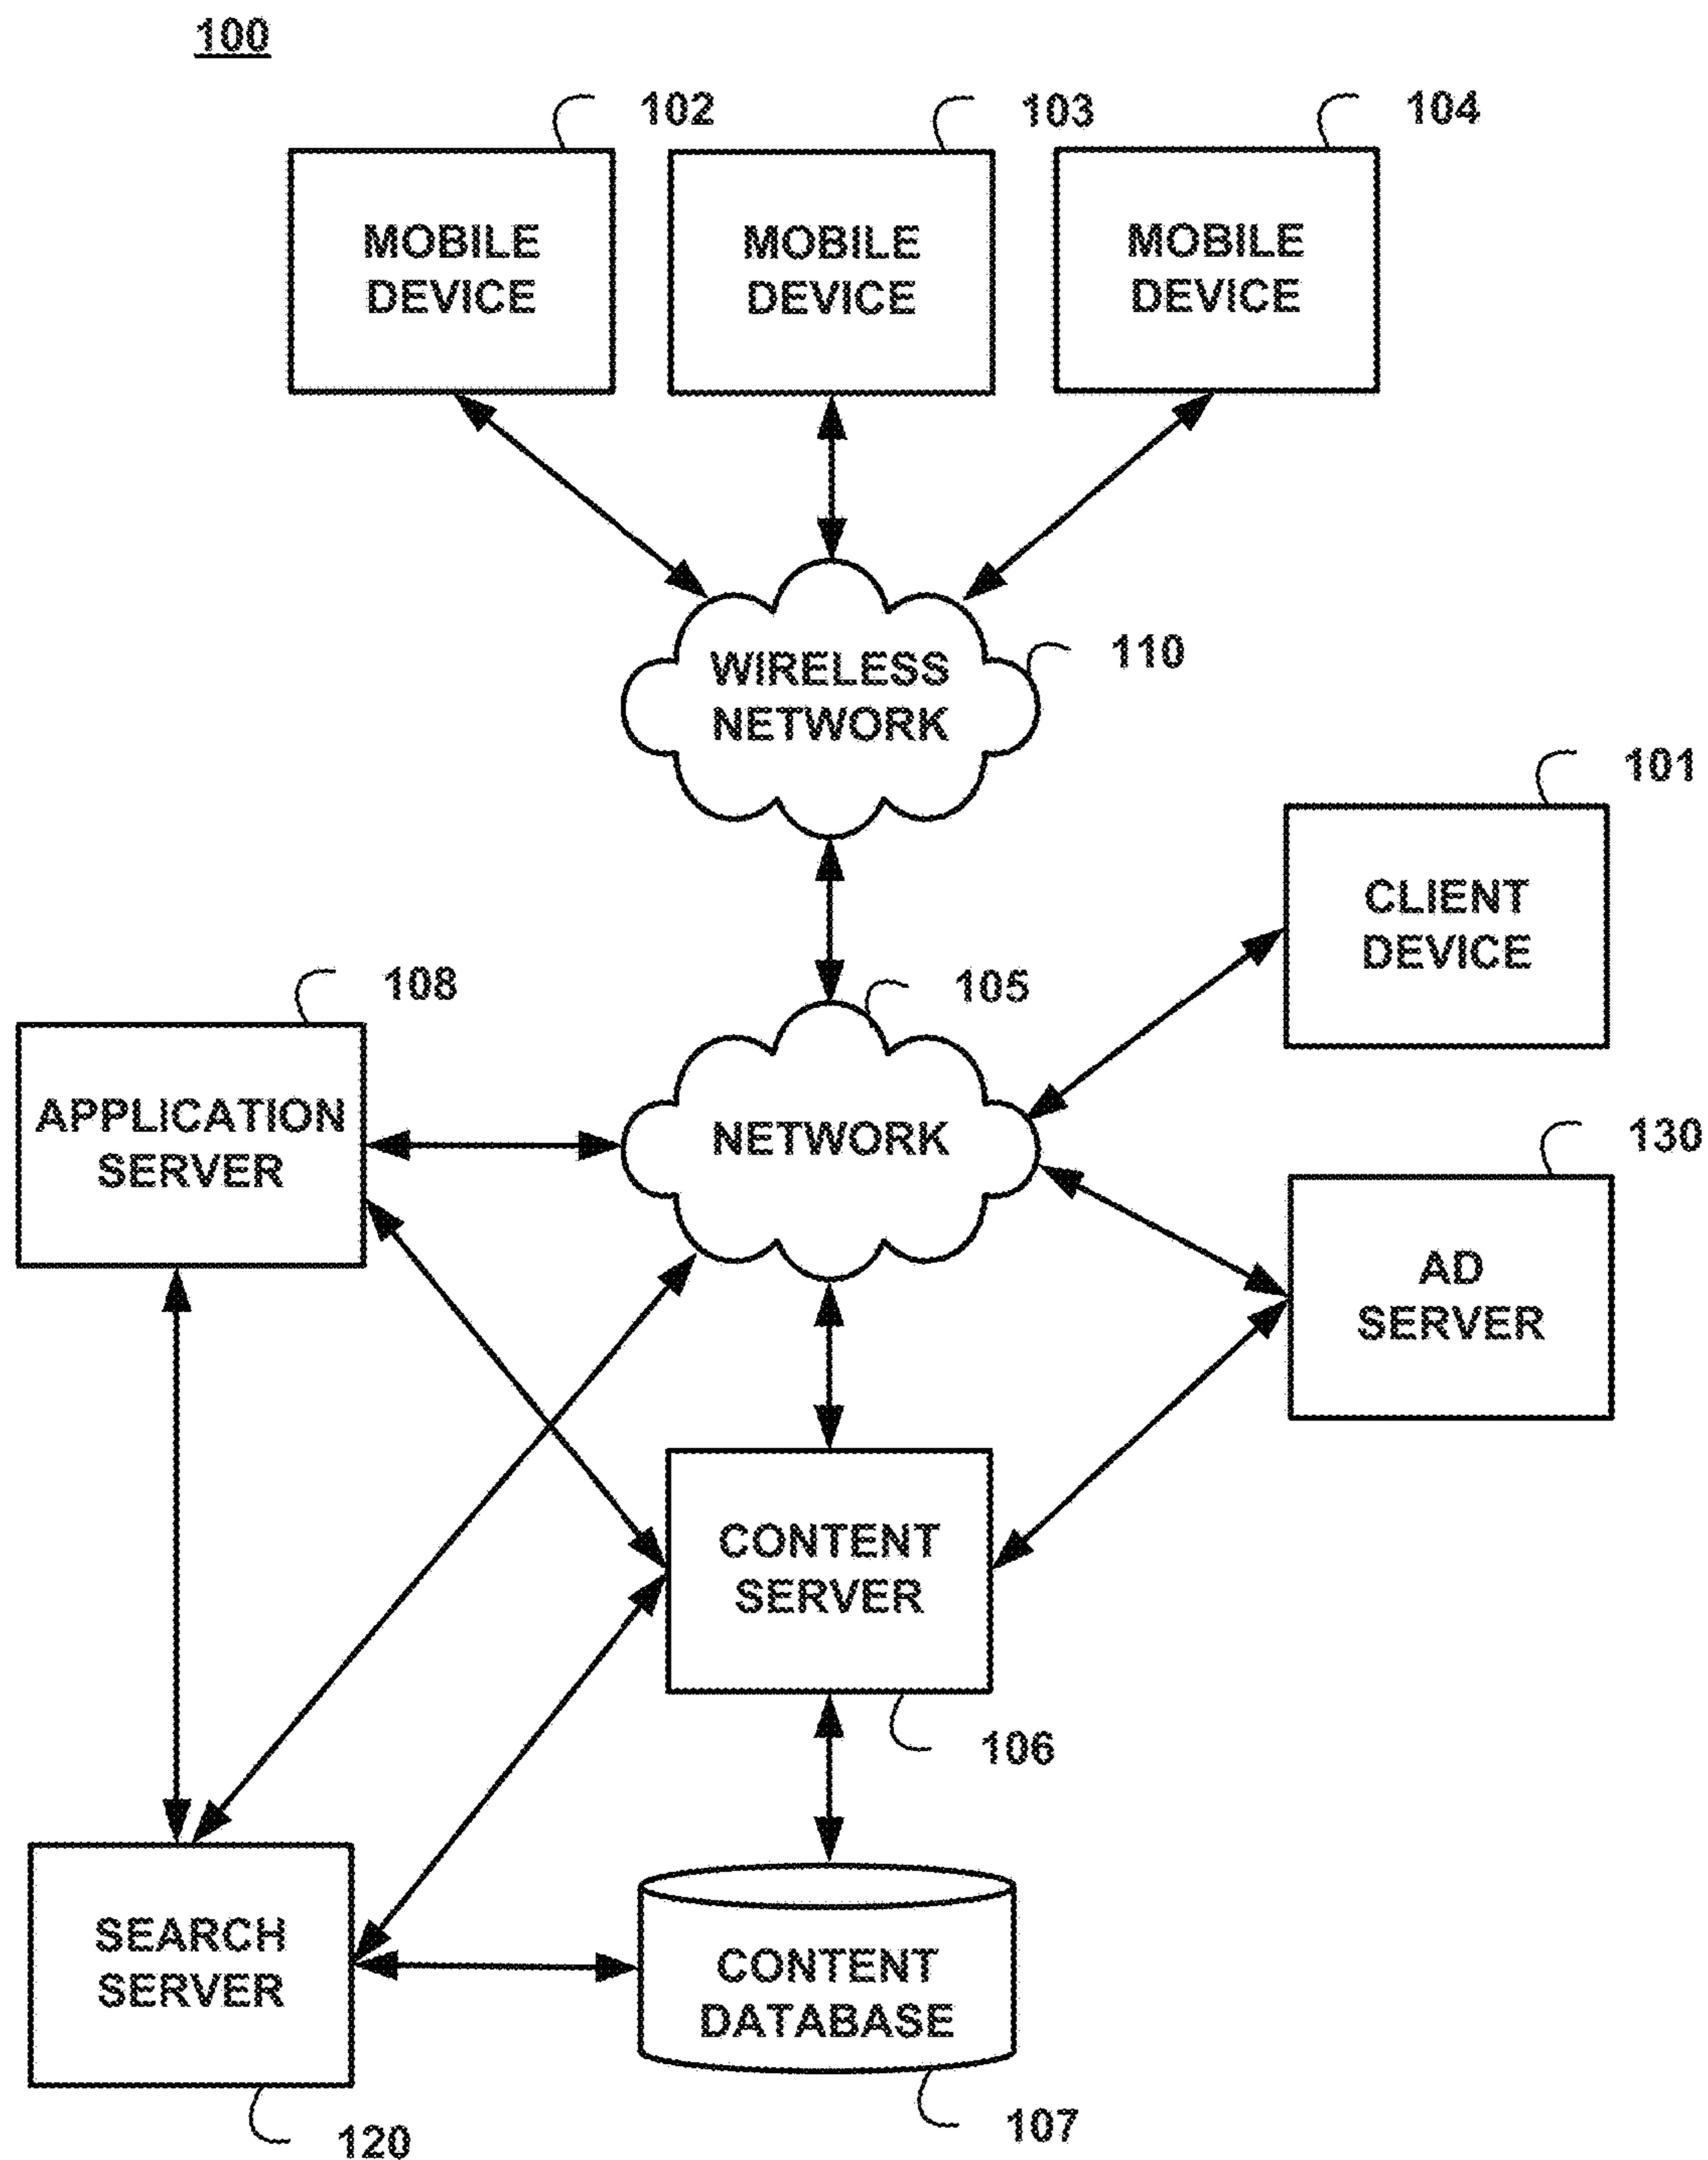 100
102
103
104
MOBILE
DEVICE
MOBILE
DEVICE
MOBILE
DEVICE
WIRELESS
NETWORK
110
101
CLIENT
DEVICE
108
105
APPLICATION
SERVER
NETWORK
130
AD
SERVER
CONTENT
SERVER
106
SEARCH
SERVER
CONTENT
DATABASE
120
107